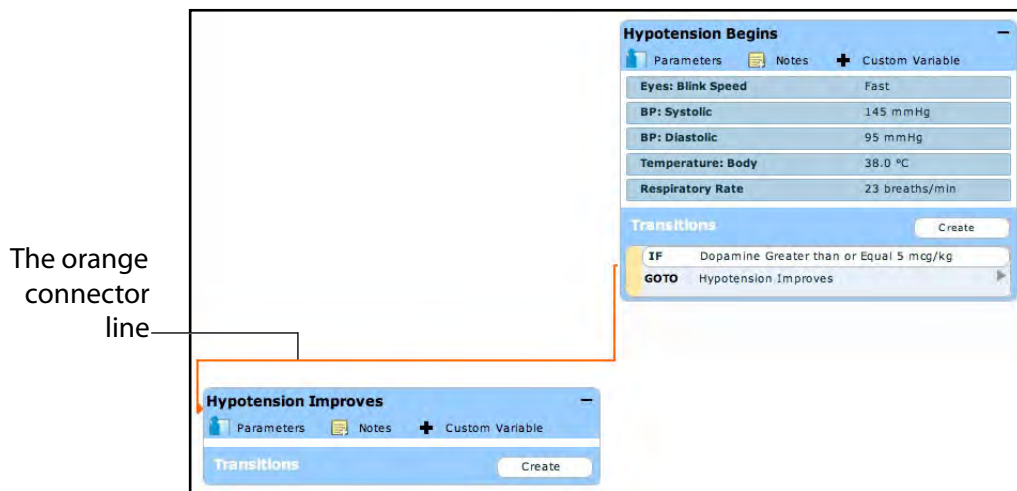 Hypotension Begins
Parameters Notes Custom Variable
Eyes: Blink Speed Fast
BP: Systolic 145 mmHg
BP: Diastolic 95 mmHg
Temperature: Body 38.0 °C
Respiratory Rate 23 breaths/min
Transitions Create
IF Dopamine Greater than or Equal 5 mcg/kg
GOTO Hypotension Improves
The orange
connector
line
Hypotension Improves
Parameters Notes Custom Variable
Transitions Create